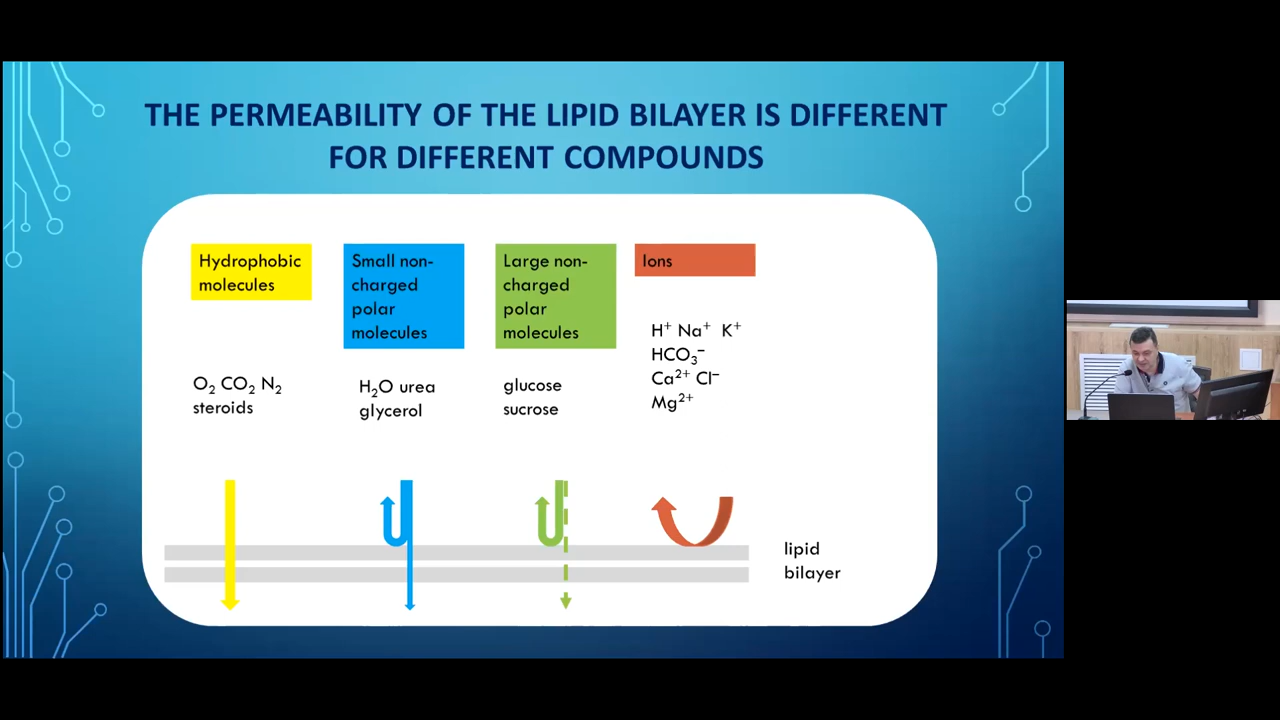 THE PERMEABILITY OF THE LIPID BILAYER IS DIFFERENT
FOR DIFFERENT COMPOUNDS
Hydrophobic
molecules
Small non-
charged
polar
molecules
Large non-
charged
polar
molecules
Ions
O₂ CO₂ N₂
steroids
H₂O urea
glycerol
glucose
sucrose
H⁺ Na⁺ K⁺
HCO₃⁻
Ca²⁺ Cl⁻
Mg²⁺
lipid
bilayer